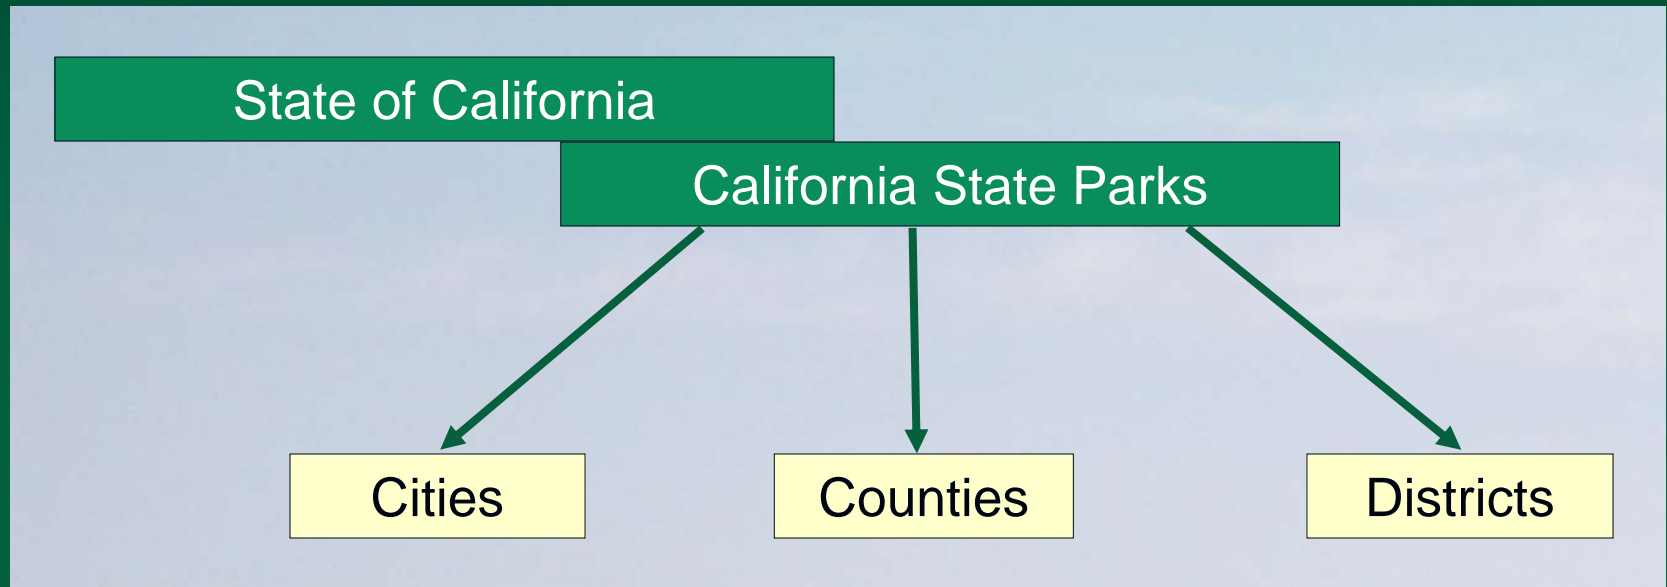 State of California
California State Parks
Cities
Counties
Districts